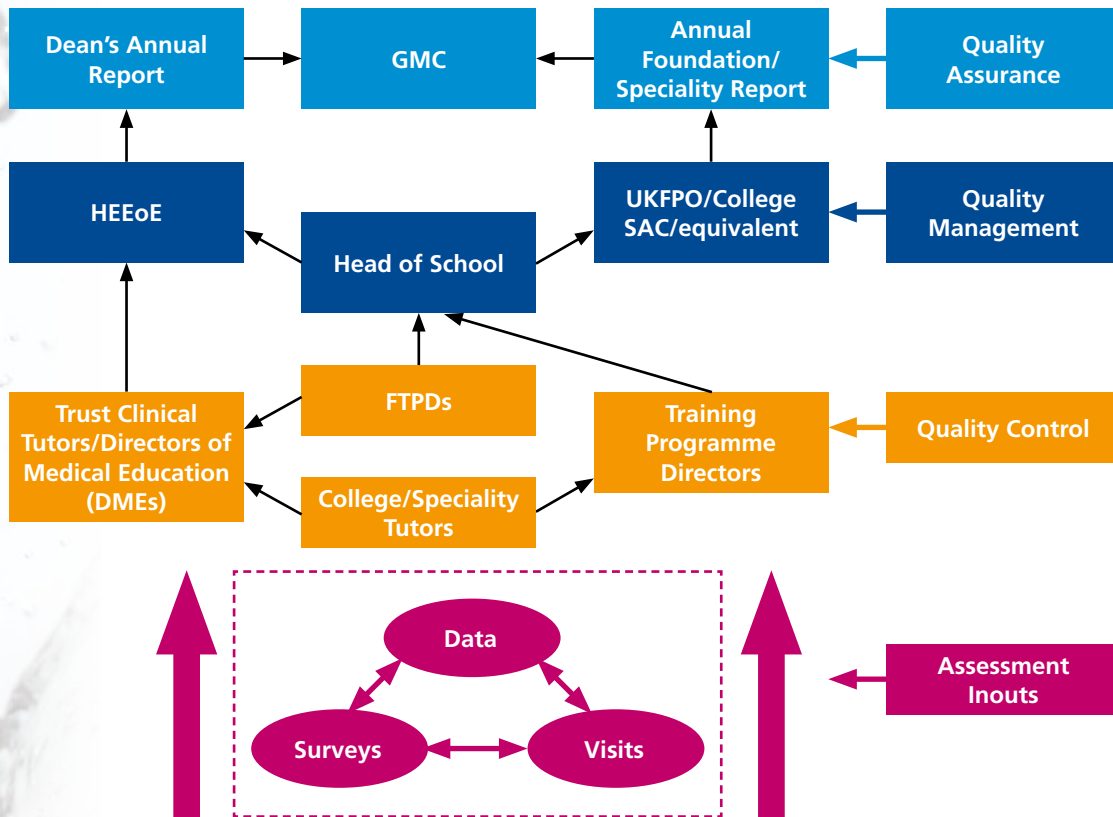 Dean’s Annual
Report
GMC
Annual
Foundation/
Speciality Report
Quality
Assurance
HEEoE
UKFPO/College
SAC/equivalent
Quality
Management
Head of School
Trust Clinical
Tutors/Directors of
Medical Education
(DMEs)
FTPDs
Training
Programme
Directors
Quality Control
College/Speciality
Tutors
Data
Surveys
Visits
Assessment
Inouts